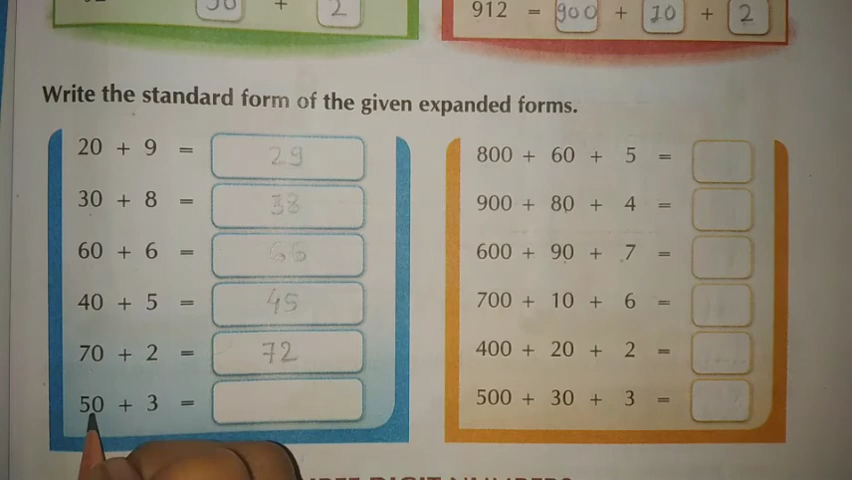 + 2
912 = 900 + 10 + 2
Write the standard form of the given expanded forms.
20 + 9 = 29
30 + 8 = 38
60 + 6 = 66
40 + 5 = 45
70 + 2 = 72
50 + 3 =
800 + 60 + 5 =
900 + 80 + 4 =
600 + 90 + 7 =
700 + 10 + 6 =
400 + 20 + 2 =
500 + 30 + 3 =